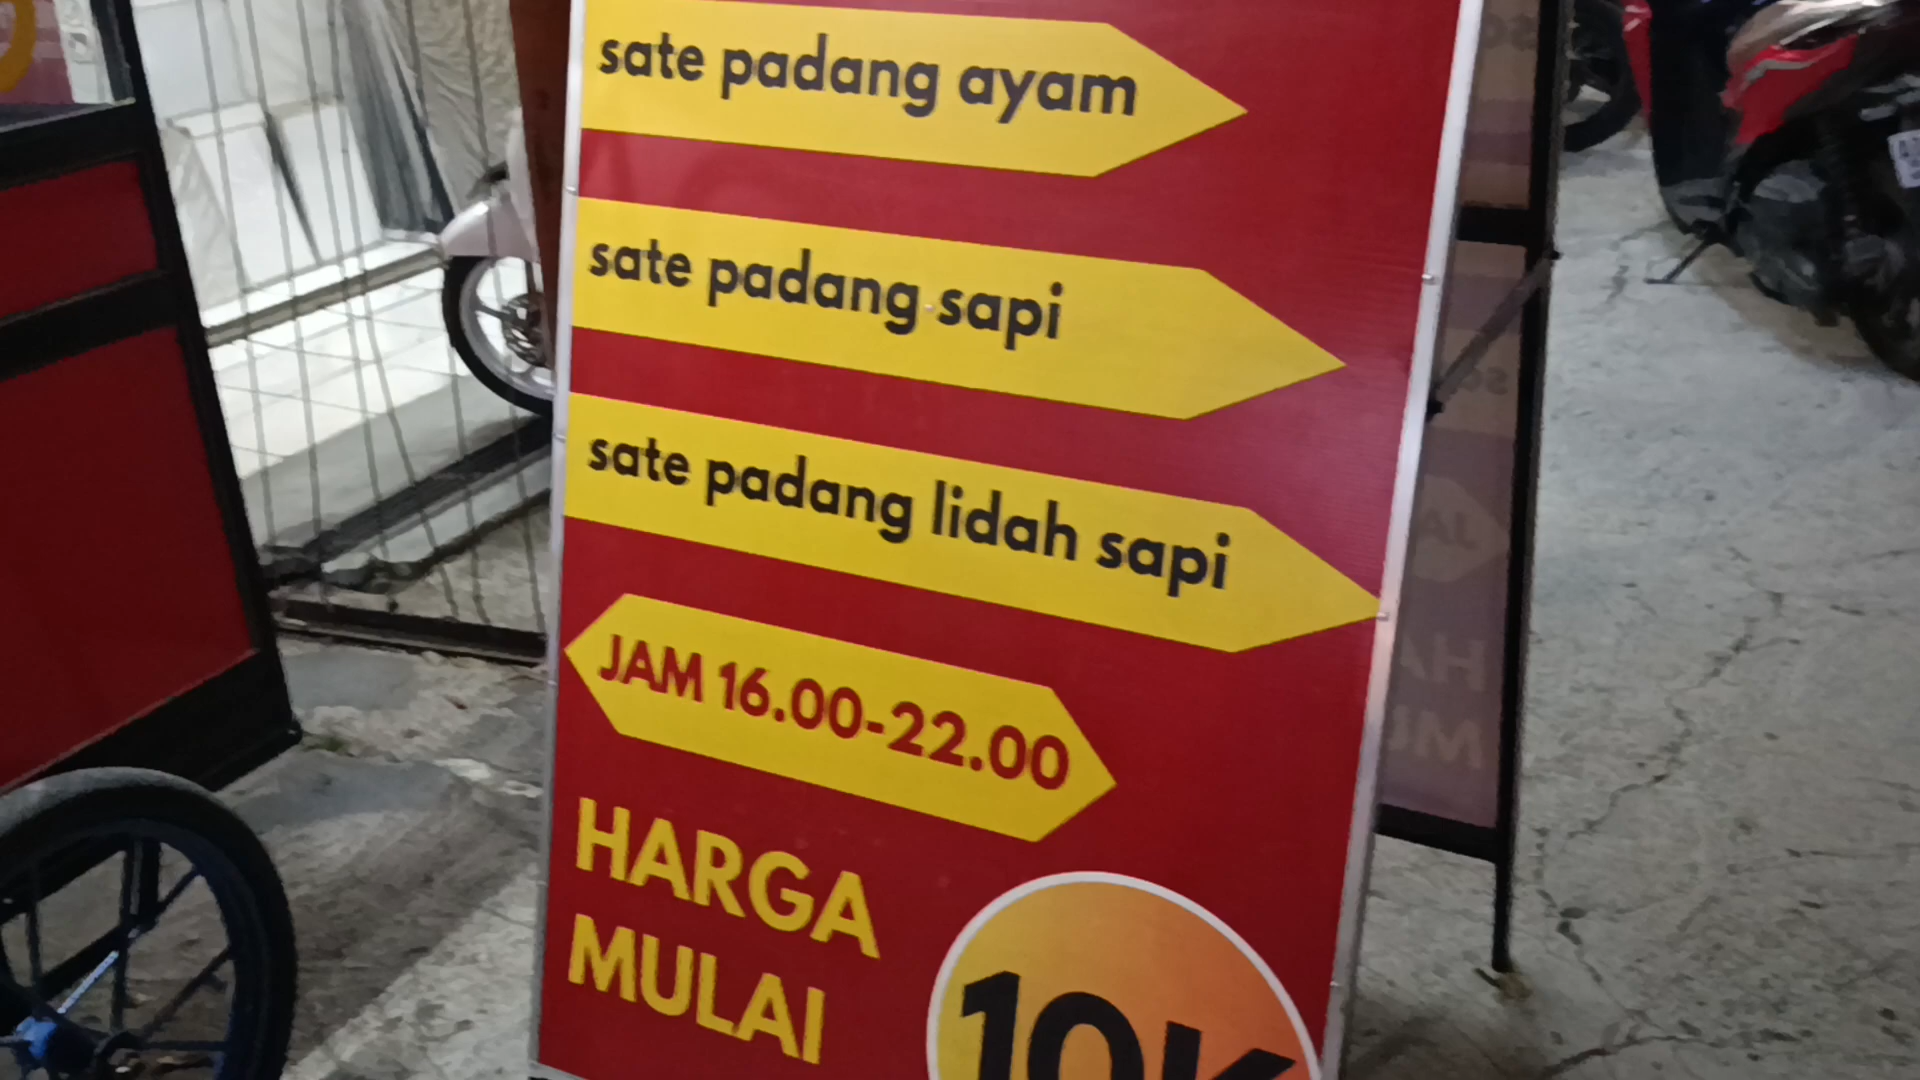 sate padang ayam
sate padang sapi
sate padang lidah sapi
JAM 16.00-22.00
HARGA
MULAI
10K